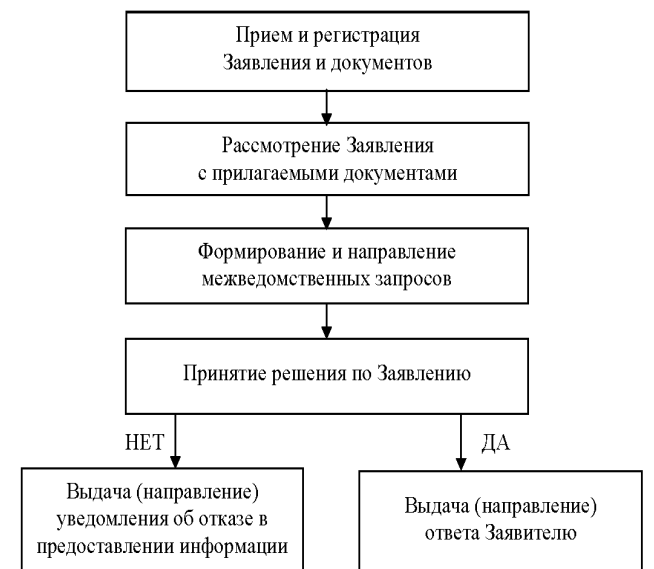 Прием и регистрация
Заявления и документов
Рассмотрение Заявления
с прилагаемыми документами
Формирование и направление
межведомственных запросов
Принятие решения по Заявлению
НЕТ
ДА
Выдача (направление)
уведомления об отказе в
предоставлении информации
Выдача (направление)
ответа Заявителю